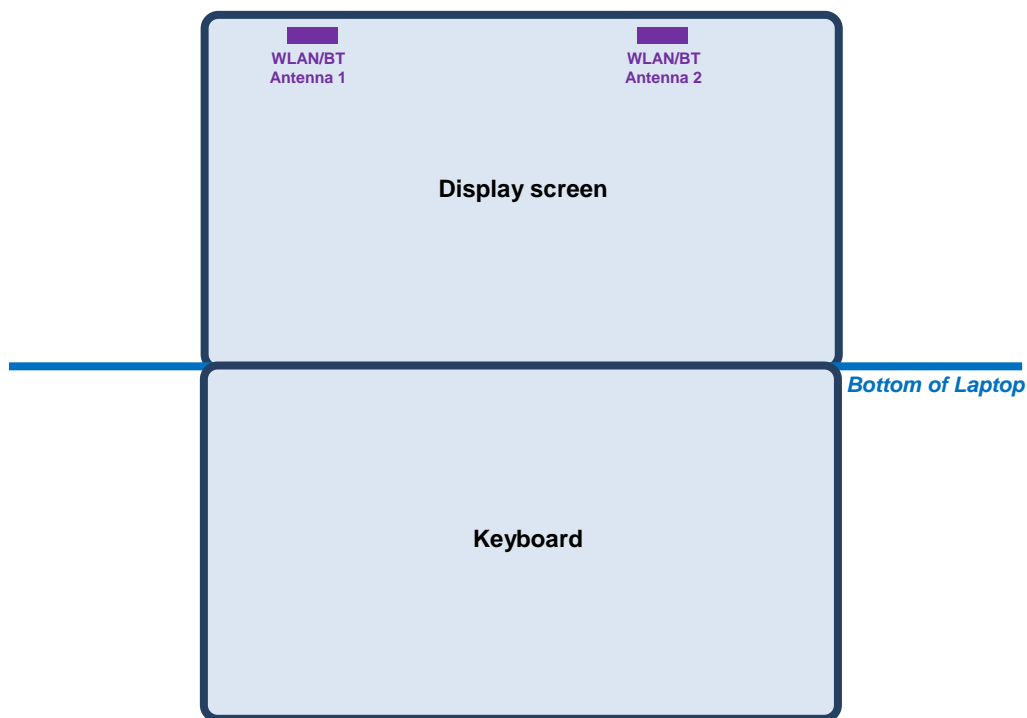 WLAN/BT
Antenna 1
WLAN/BT
Antenna 2
Display screen
Bottom of Laptop
Keyboard